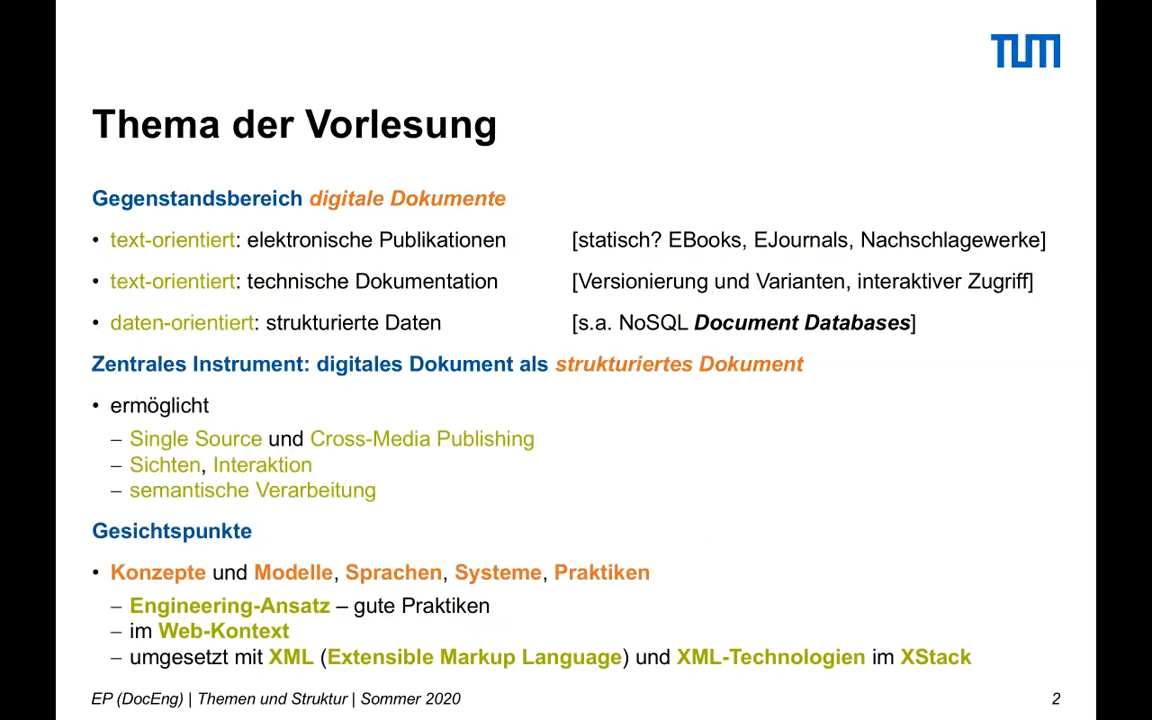 TUM
Thema der Vorlesung
Gegenstandsbereich digitale Dokumente
• text-orientiert: elektronische Publikationen [statisch? EBooks, EJournals, Nachschlagewerke]
• text-orientiert: technische Dokumentation [Versionierung und Varianten, interaktiver Zugriff]
• daten-orientiert: strukturierte Daten [s.a. NoSQL Document Databases]
Zentrales Instrument: digitales Dokument als strukturiertes Dokument
• ermöglicht
– Single Source und Cross-Media Publishing
– Sichten, Interaktion
– semantische Verarbeitung
Gesichtspunkte
• Konzepte und Modelle, Sprachen, Systeme, Praktiken
– Engineering-Ansatz – gute Praktiken
– im Web-Kontext
– umgesetzt mit XML (Extensible Markup Language) und XML-Technologien im XStack
EP (DocEng) | Themen und Struktur | Sommer 2020 2